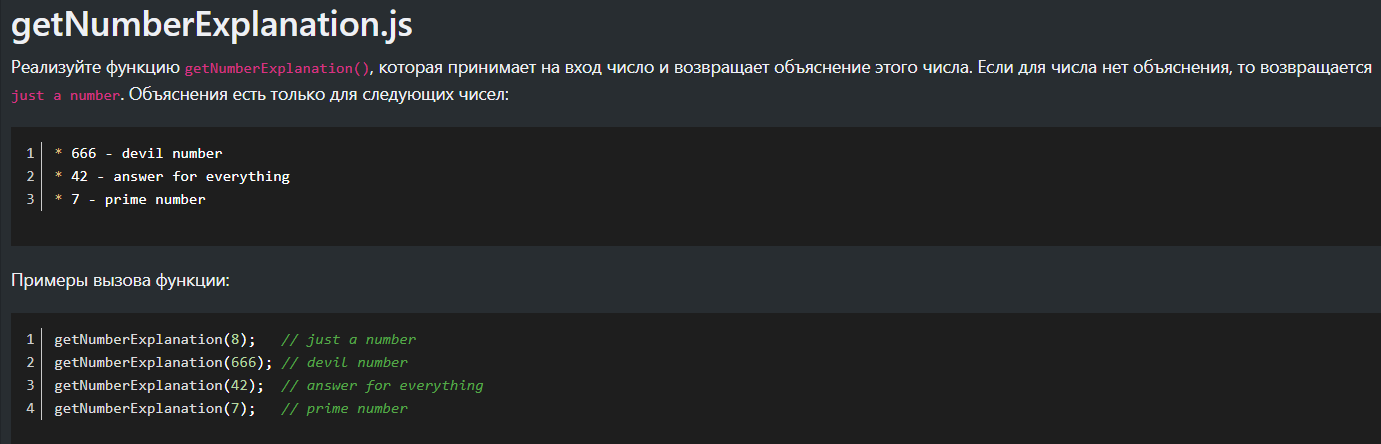 getNumberExplanation.js
Реализуйте функцию getNumberExplanation(), которая принимает на вход число и возвращает объяснение этого числа. Если для числа нет объяснения, то возвращается
just a number. Объяснения есть только для следующих чисел:
1 * 666 - devil number
2 * 42 - answer for everything
3 * 7 - prime number
Примеры вызова функции:
1 getNumberExplanation(8);   // just a number
2 getNumberExplanation(666); // devil number
3 getNumberExplanation(42);  // answer for everything
4 getNumberExplanation(7);   // prime number